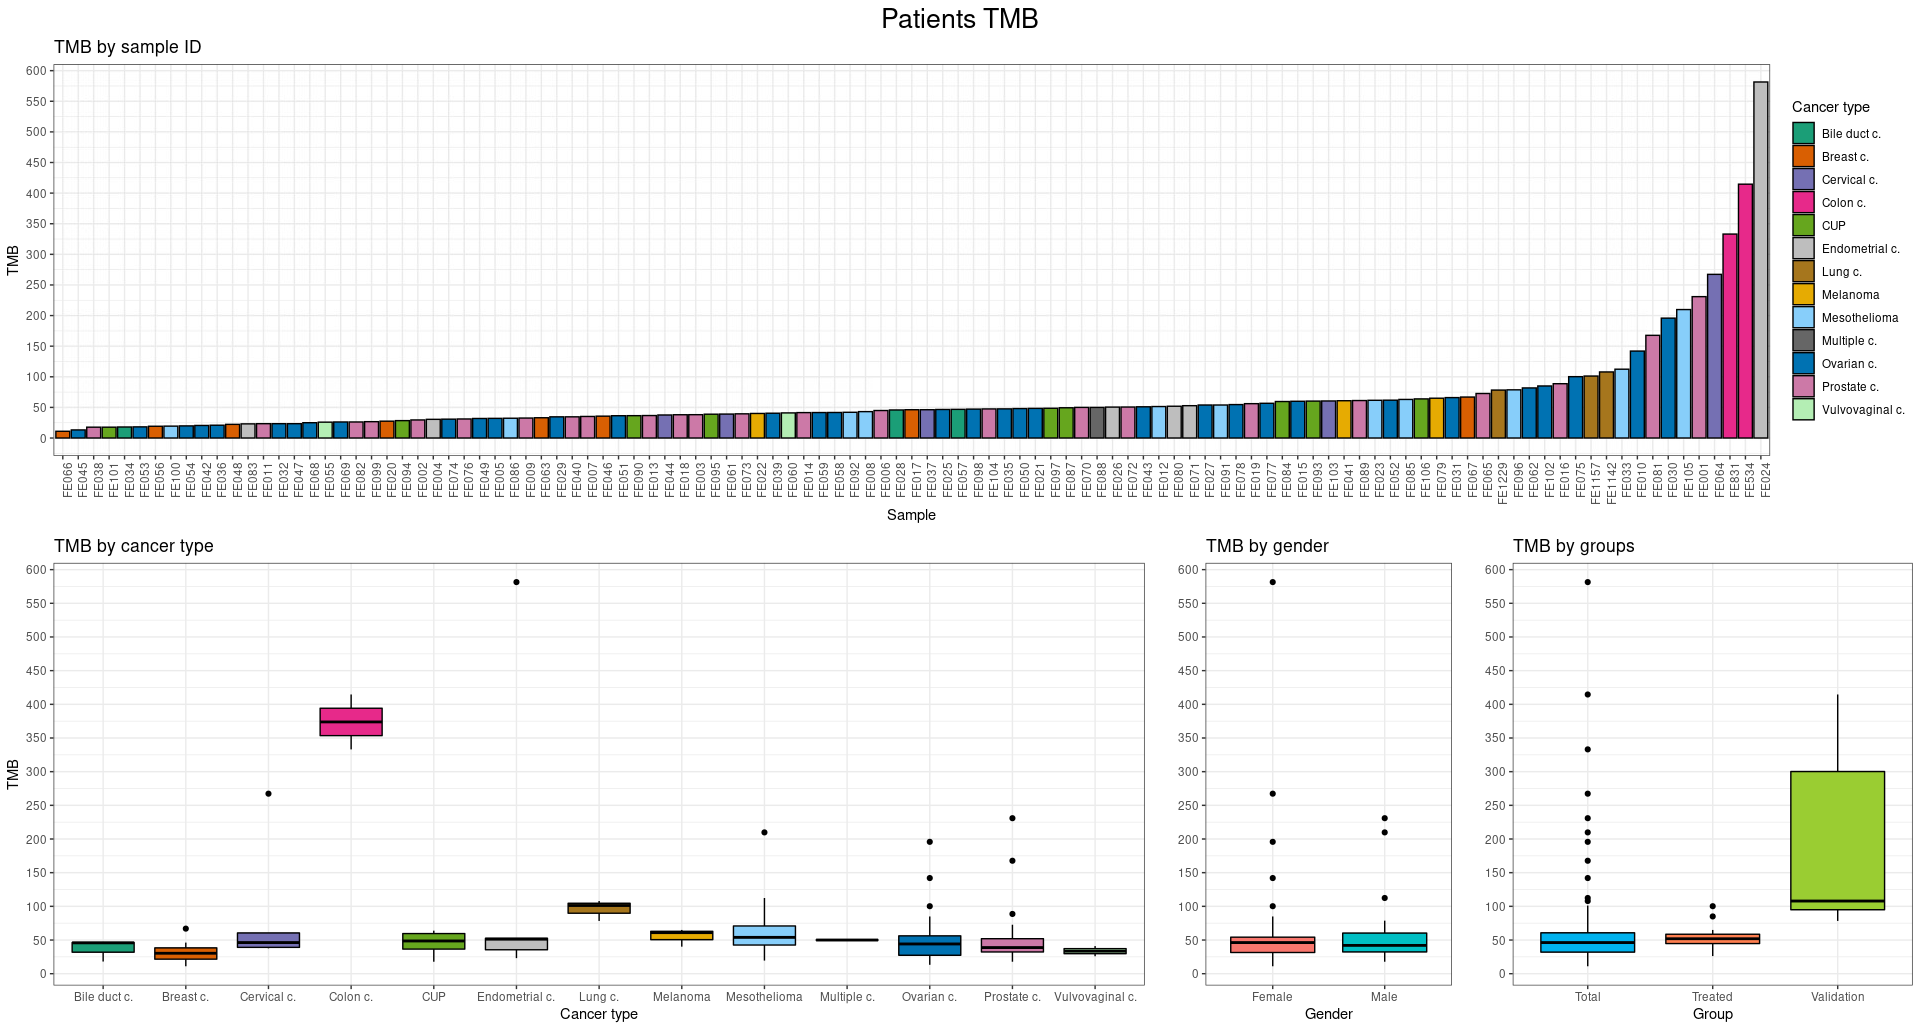 Patients TMB
TMB by sample ID
600
550
500
450
400
350
300
250
200
150
100
50
0
TMB
FE066 FE045 FE038 FE101 FE034 FE053 FE056 FE100 FE054 FE042 FE036 FE048 FE083 FE011 FE032 FE047 FE068 FE055 FE069 FE082 FE099 FE020 FE094 FE002 FE004 FE074 FE076 FE049 FE005 FE086 FE009 FE063 FE029 FE040 FE007 FE046 FE051 FE090 FE013 FE044 FE018 FE003 FE095 FE061 FE073 FE022 FE039 FE060 FE014 FE059 FE058 FE092 FE008 FE006 FE028 FE017 FE037 FE025 FE057 FE098 FE104 FE035 FE050 FE021 FE097 FE087 FE070 FE088 FE026 FE072 FE043 FE012 FE080 FE071 FE027 FE091 FE078 FE019 FE077 FE084 FE015 FE093 FE103 FE041 FE089 FE023 FE052 FE085 FE106 FE079 FE031 FE067 FE065 FE1229 FE096 FE062 FE102 FE016 FE075 FE1157 FE1142 FE033 FE010 FE081 FE030 FE105 FE001 FE064 FE831 FE534 FE024
Sample
Cancer type
Bile duct c.
Breast c.
Cervical c.
Colon c.
CUP
Endometrial c.
Lung c.
Melanoma
Mesothelioma
Multiple c.
Ovarian c.
Prostate c.
Vulvovaginal c.
TMB by cancer type
600
550
500
450
400
350
300
250
200
150
100
50
0
TMB
Bile duct c. Breast c. Cervical c. Colon c. CUP Endometrial c. Lung c. Melanoma Mesothelioma Multiple c. Ovarian c. Prostate c. Vulvovaginal c.
Cancer type
TMB by gender
600
550
500
450
400
350
300
250
200
150
100
50
0
Female Male
Gender
TMB by groups
600
550
500
450
400
350
300
250
200
150
100
50
0
Total Treated Validation
Group